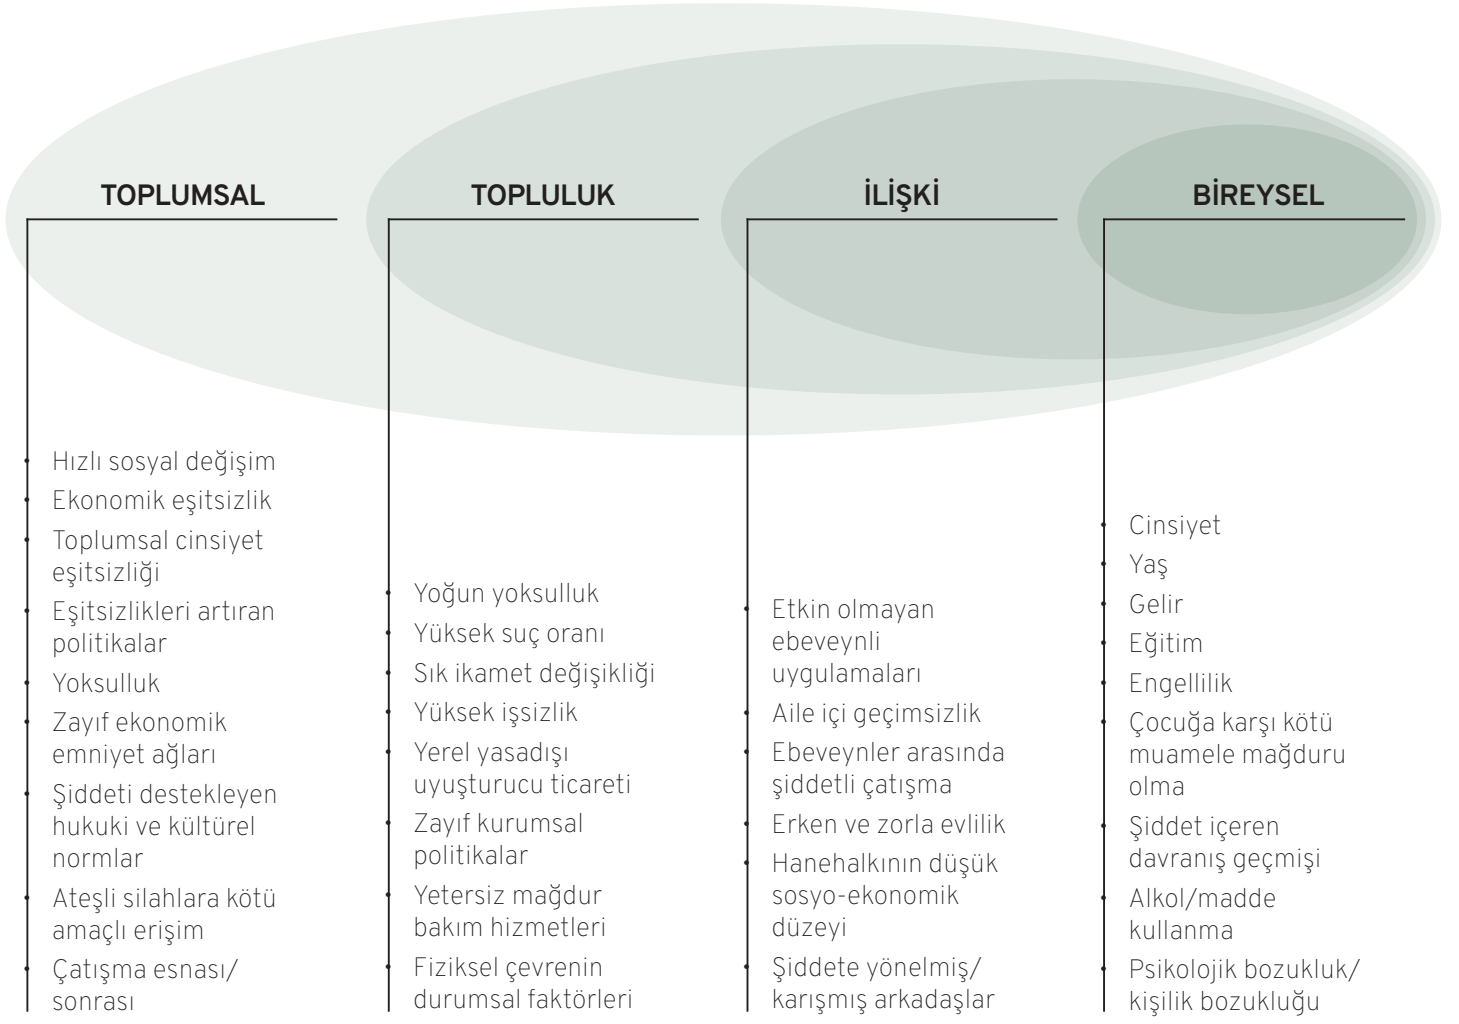 TOPLUMSAL
Hızlı sosyal değişim
Ekonomik eşitsizlik
Toplumsal cinsiyet
eşitsizliği
Eşitsizlikleri artıran
politikalar
Yoksulluk
Zayıf ekonomik
emniyet ağları
Şiddeti destekleyen
hukuki ve kültürel
normlar
Ateşli silahlara kötü
amaçlı erişim
Çatışma esnası/
sonrası
TOPLULUK
Yoğun yoksulluk
Yüksek suç oranı
Sık ikamet değişikliği
Yüksek işsizlik
Yerel yasadışı
uyuşturucu ticareti
Zayıf kurumsal
politikalar
Yetersiz mağdur
bakım hizmetleri
Fiziksel çevrenin
durumsal faktörleri
İLİŞKİ
Etkin olmayan
ebeveynli
uygulamaları
Aile içi geçimsizlik
Ebeveynler arasında
şiddetli çatışma
Erken ve zorla evlilik
Hanehalkının düşük
sosyo-ekonomik
düzeyi
Şiddete yönelmiş/
karışmış arkadaşlar
BİREYSEL
Cinsiyet
Yaş
Gelir
Eğitim
Engellilik
Çocuğa karşı kötü
muamele mağduru
olma
Şiddet içeren
davranış geçmişi
Alkol/madde
kullanma
Psikolojik bozukluk/
kişilik bozukluğu